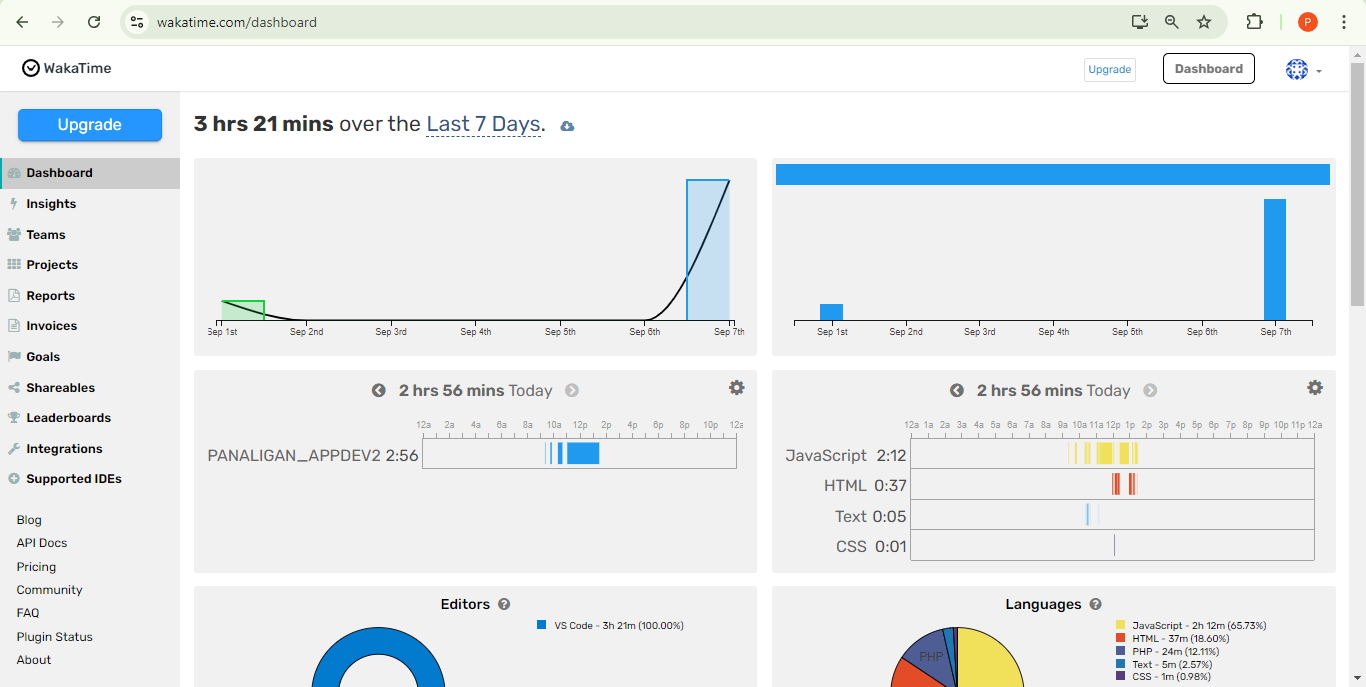 wakatime.com/dashboard
P
WakaTime
Upgrade
Dashboard
Upgrade
Dashboard
Insights
Teams
Projects
Reports
Invoices
Goals
Shareables
Leaderboards
Integrations
Supported IDEs
Blog
API Docs
Pricing
Community
FAQ
Plugin Status
About
3 hrs 21 mins over the Last 7 Days.
Sep 1st Sep 2nd Sep 3rd Sep 4th Sep 5th Sep 6th Sep 7th
Sep 1st Sep 2nd Sep 3rd Sep 4th Sep 5th Sep 6th Sep 7th
2 hrs 56 mins Today
12a 2a 4a 6a 8a 10a 12p 2p 4p 6p 8p 10p 12a
PANALIGAN_APPDEV2 2:56
2 hrs 56 mins Today
12a 1a 2a 3a 4a 5a 6a 7a 8a 9a 10a 11a 12p 1p 2p 3p 4p 5p 6p 7p 8p 9p 10p 11p 12a
JavaScript 2:12
HTML 0:37
Text 0:05
CSS 0:01
Editors ?
VS Code - 3h 21m (100.00%)
Languages ?
PHP
JavaScript - 2h 12m (65.73%)
HTML - 37m (18.60%)
PHP - 24m (12.11%)
Text - 5m (2.57%)
CSS - 1m (0.98%)